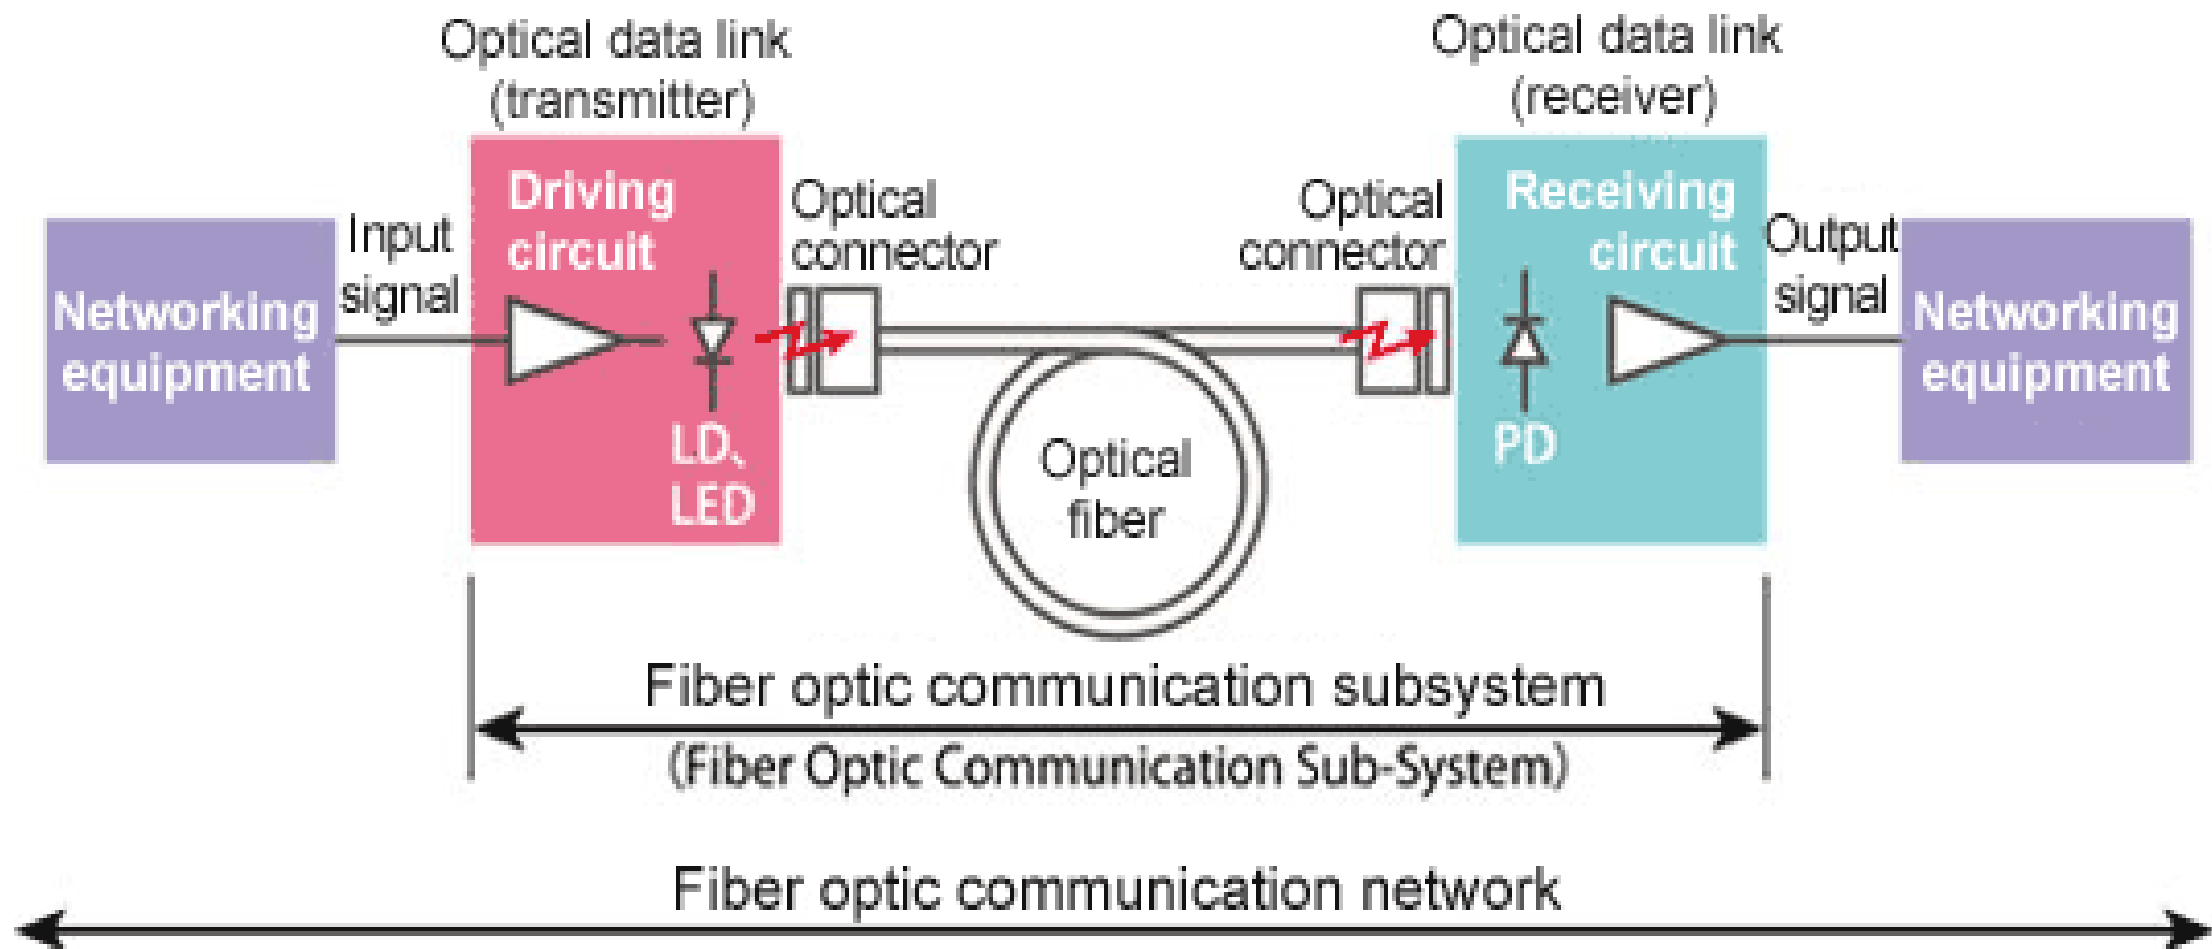 Optical data link
(transmitter)
Optical data link
(receiver)
Networking
equipment
Input
signal
Driving
circuit
LD、
LED
Optical
connector
Optical
fiber
Optical
connector
Receiving
circuit
PD
Output
signal
Networking
equipment
Fiber optic communication subsystem
(Fiber Optic Communication Sub-System)
Fiber optic communication network